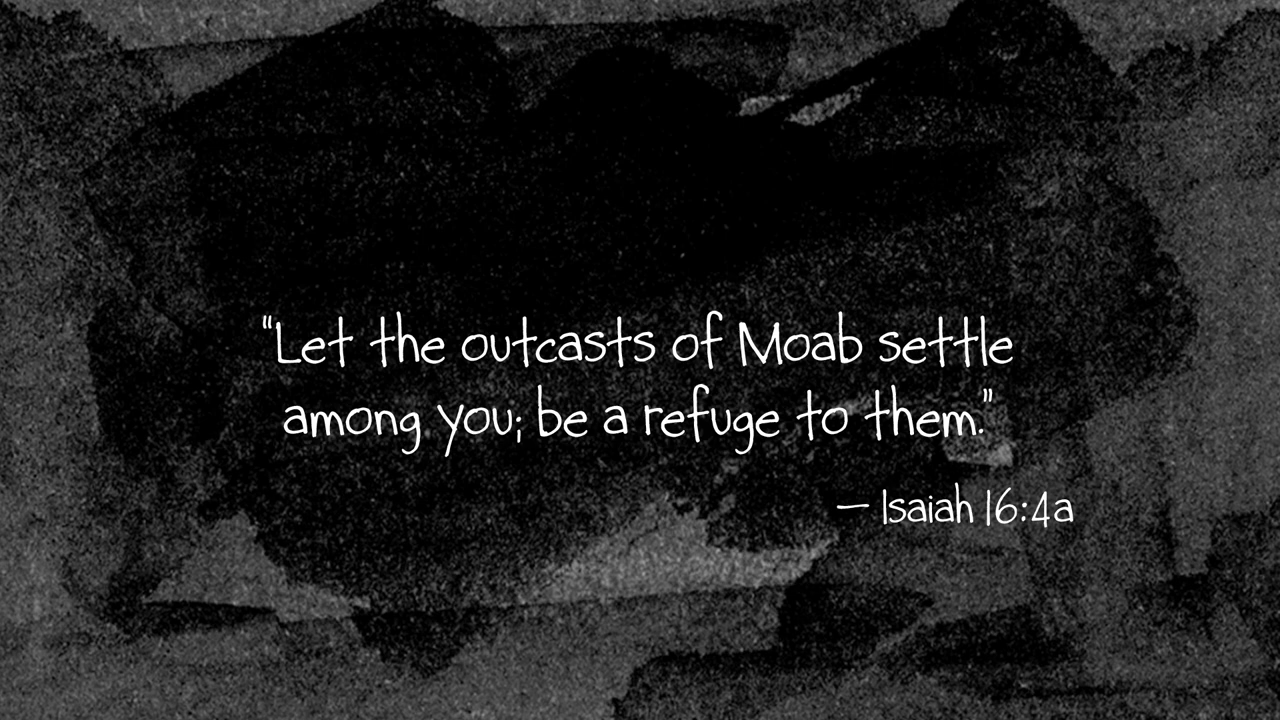 "Let the outcasts of Moab settle
among you; be a refuge to them."
— Isaiah 16:4a